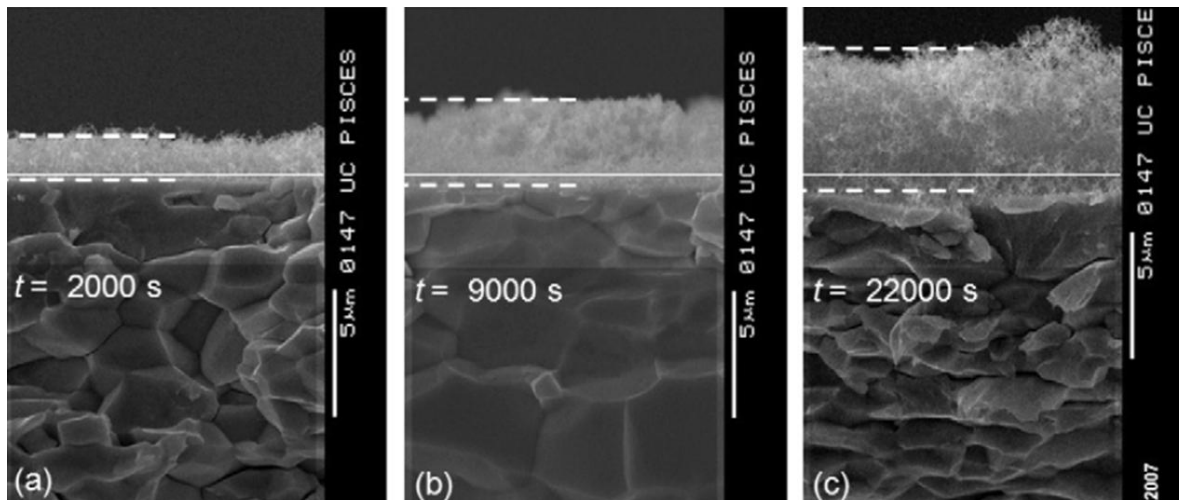 (a)
t = 2000 s
5μm 0147 UC PISCES
(b)
t = 9000 s
5μm 0147 UC PISCES
(c)
t = 22000 s
5μm 0147 UC PISCE
2007